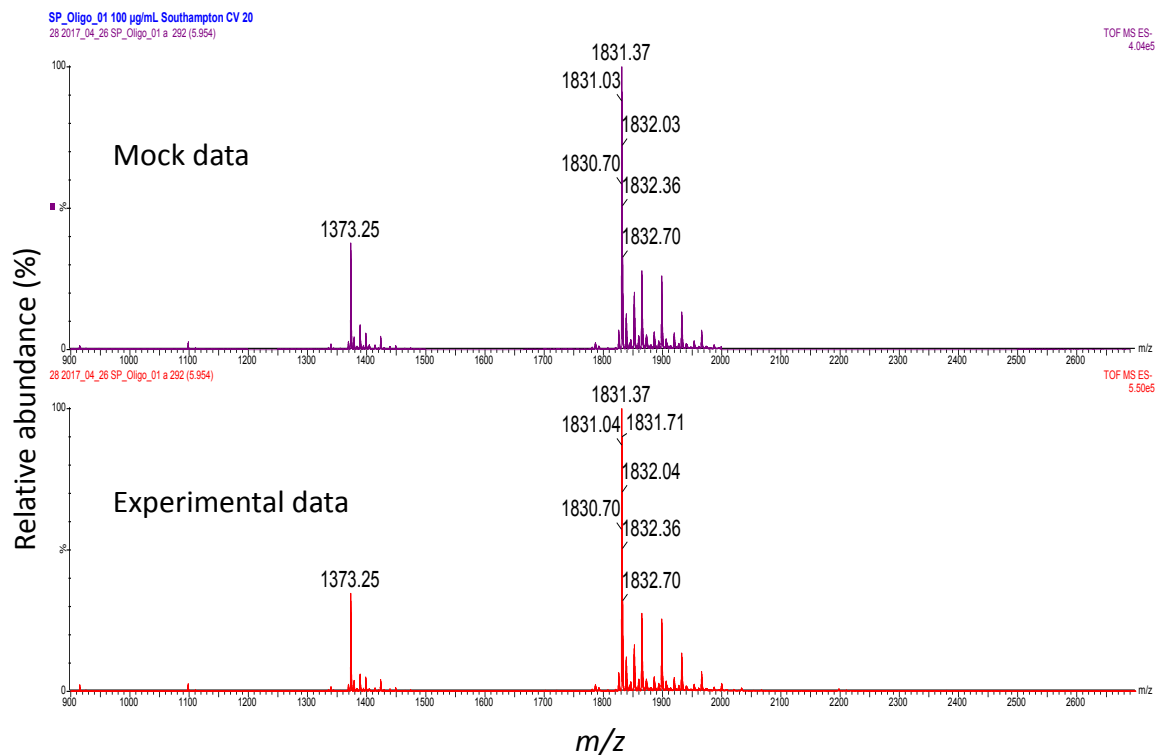 SP_Oligo_01 100 µg/mL Southampton CV 20
28 2017_04_26 SP_Oligo_01 a 292 (5.954)
TOF MS ES-
4.04e5
1831.37
100
1831.03
1832.03
Mock data
1830.70
1832.36
%
1373.25
1832.70
0
900 1000 1100 1200 1300 1400 1500 1600 1700 1800 1900 2000 2100 2200 2300 2400 2500 2600 m/z
28 2017_04_26 SP_Oligo_01 a 292 (5.954)
TOF MS ES-
5.50e5
1831.37
100
1831.04 1831.71
1832.04
Experimental data
1830.70
1832.36
%
1373.25
1832.70
0
900 1000 1100 1200 1300 1400 1500 1600 1700 1800 1900 2000 2100 2200 2300 2400 2500 2600 m/z
Relative abundance (%)
m/z